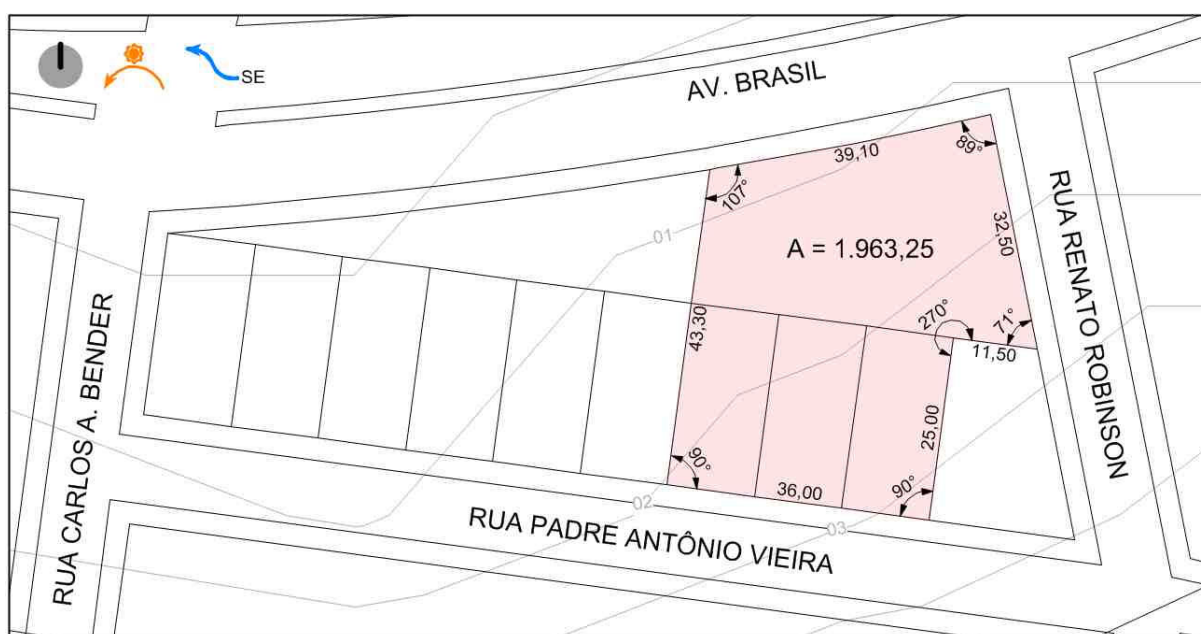 SE
AV. BRASIL
39,10
89°
107°
01
A = 1.963,25
32,50
RUA RENATO ROBINSON
270°
71°
11,50
43,30
25,00
90°
36,00
90°
02
03
RUA CARLOS A. BENDER
RUA PADRE ANTÔNIO VIEIRA